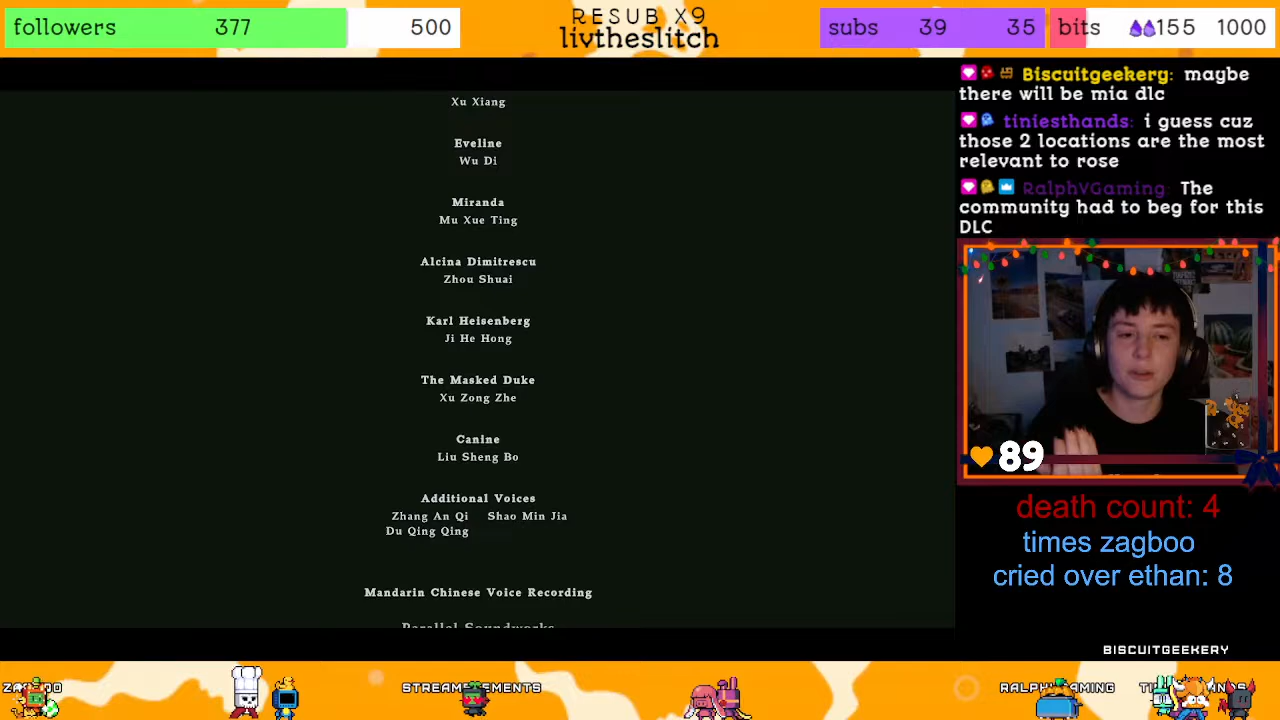 followers 377 500
RESUB X9
livtheslitch
subs 39 35
bits 155 1000
Xu Xiang
Eveline
Wu Di
Miranda
Mu Xue Ting
Alcina Dimitrescu
Zhou Shuai
Karl Heisenberg
Ji He Hong
The Masked Duke
Xu Zong Zhe
Canine
Liu Sheng Bo
Additional Voices
Zhang An Qi Shao Min Jia
Du Qing Qing
Mandarin Chinese Voice Recording
Parallel Soundworks
Biscuitgeekery: maybe
there will be mia dlc
tiniesthands: i guess cuz
those 2 locations are the most
relevant to rose
RalphVGaming: The
community had to beg for this
DLC
89
death count: 4
times zagboo
cried over ethan: 8
BISCUITGEEKERY